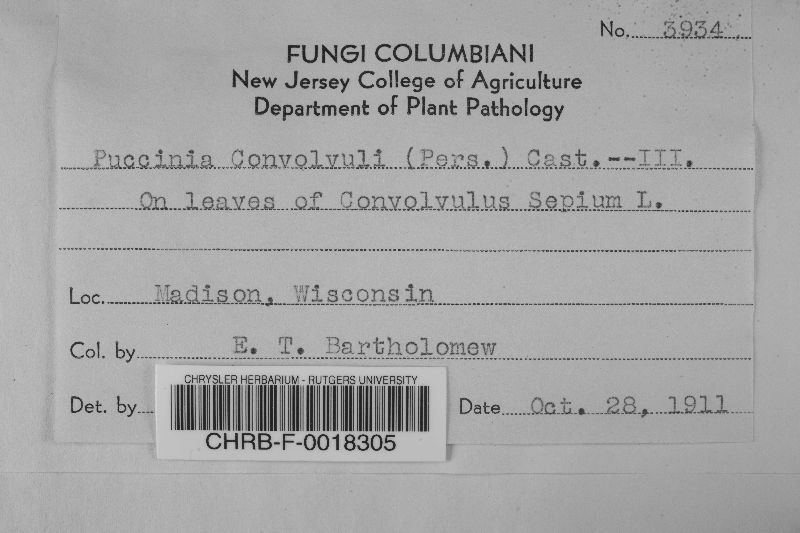 No. 3934
FUNGI COLUMBIANI
New Jersey College of Agriculture
Department of Plant Pathology
Puccinia Convolvuli (Pers.) Cast.--III.
On leaves of Convolvulus Sepium L.
Loc. Madison, Wisconsin
Col. by E. T. Bartholomew
Det. by
Date Oct. 28, 1911
CHRYSLER HERBARIUM - RUTGERS UNIVERSITY
CHRB-F-0018305